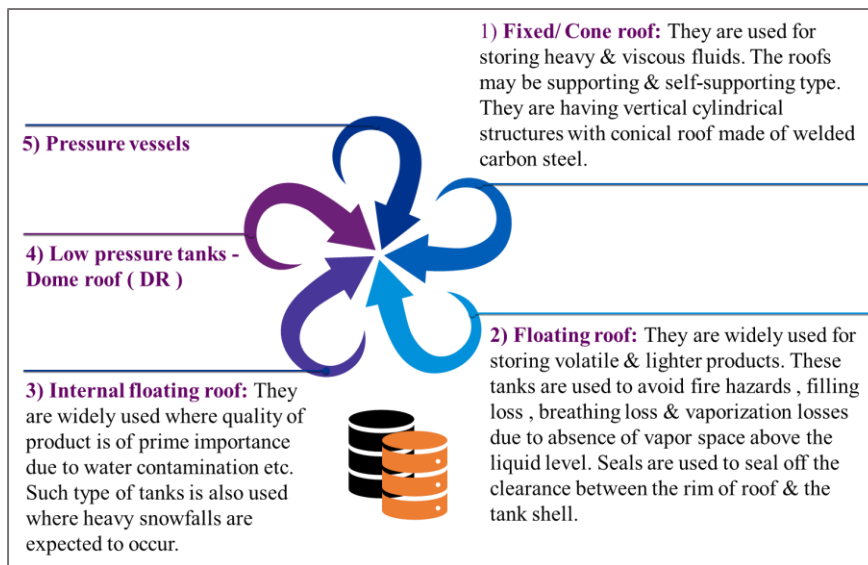 1) Fixed/ Cone roof: They are used for
storing heavy & viscous fluids. The roofs
may be supporting & self-supporting type.
They are having vertical cylindrical
structures with conical roof made of welded
carbon steel.
2) Floating roof: They are widely used for
storing volatile & lighter products. These
tanks are used to avoid fire hazards , filling
loss , breathing loss & vaporization losses
due to absence of vapor space above the
liquid level. Seals are used to seal off the
clearance between the rim of roof & the
tank shell.
3) Internal floating roof: They
are widely used where quality of
product is of prime importance
due to water contamination etc.
Such type of tanks is also used
where heavy snowfalls are
expected to occur.
4) Low pressure tanks -
Dome roof ( DR )
5) Pressure vessels